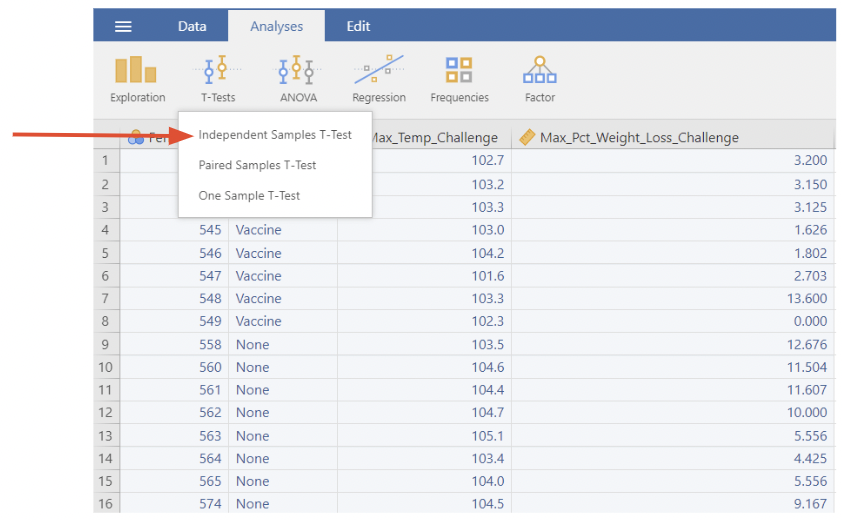 Data Analyses Edit
Exploration T-Tests ANOVA Regression Frequencies Factor
Independent Samples T-Test
Paired Samples T-Test
One Sample T-Test
Max_Temp_Challenge Max_Pct_Weight_Loss_Challenge
1 102.7 3.200
2 103.2 3.150
3 103.3 3.125
4 545 Vaccine 103.0 1.626
5 546 Vaccine 104.2 1.802
6 547 Vaccine 101.6 2.703
7 548 Vaccine 103.3 13.600
8 549 Vaccine 102.3 0.000
9 558 None 103.5 12.676
10 560 None 104.6 11.504
11 561 None 104.4 11.607
12 562 None 104.7 10.000
13 563 None 105.1 5.556
14 564 None 103.4 4.425
15 565 None 104.0 5.556
16 574 None 104.5 9.167